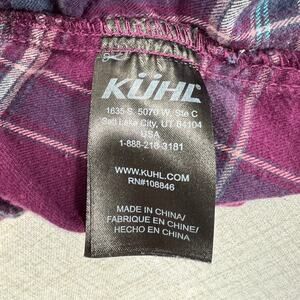 KÜHL
1635 S. 5070 W. Ste C
Salt Lake City, UT 84104
USA
1-888-218-3181
WWW.KUHL.COM
RN#108846
MADE IN CHINA/
FABRIQUE EN CHINE/
HECHO EN CHINA